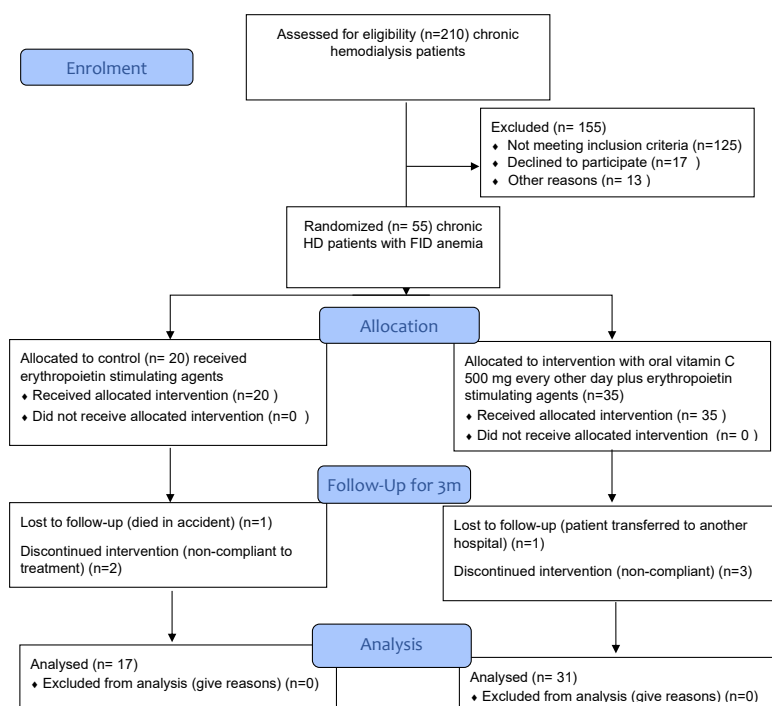 Assessed for eligibility (n=210) chronic
hemodialysis patients
Enrolment
Excluded (n= 155)
♦ Not meeting inclusion criteria (n=125)
♦ Declined to participate (n=17 )
♦ Other reasons (n= 13 )
Randomized (n= 55) chronic
HD patients with FID anemia
Allocation
Allocated to control (n= 20) received
erythropoietin stimulating agents
♦ Received allocated intervention (n=20 )
♦ Did not receive allocated intervention (n=0 )
Allocated to intervention with oral vitamin C
500 mg every other day plus erythropoietin
stimulating agents (n=35)
♦ Received allocated intervention (n= 35 )
♦ Did not receive allocated intervention (n= 0 )
Follow-Up for 3m
Lost to follow-up (died in accident) (n=1)
Discontinued intervention (non-compliant to
treatment) (n=2)
Lost to follow-up (patient transferred to another
hospital) (n=1)
Discontinued intervention (non-compliant) (n=3)
Analysis
Analysed (n= 17)
♦ Excluded from analysis (give reasons) (n=0)
Analysed (n= 31)
♦ Excluded from analysis (give reasons) (n=0)